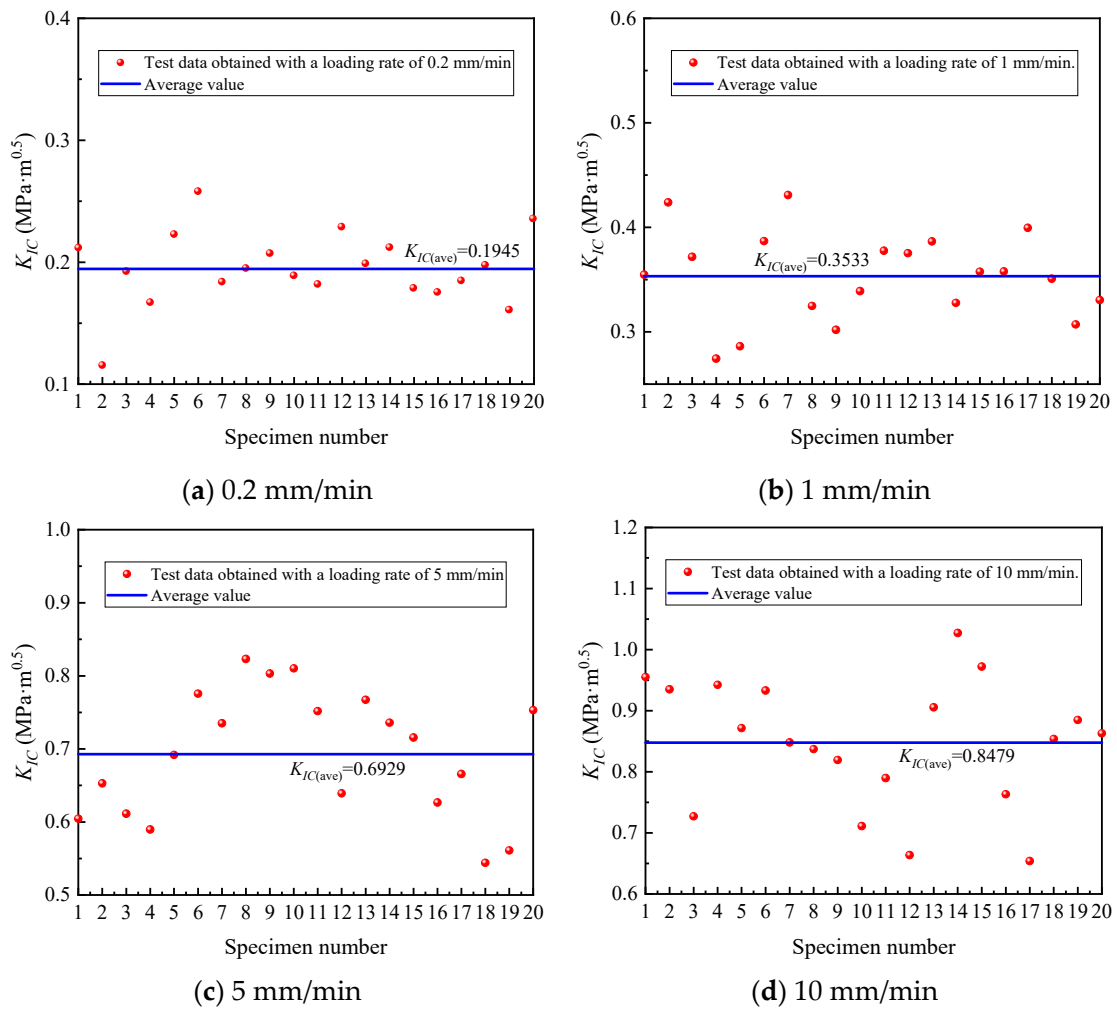 0.4
0.3
0.2
0.1
K_IC (MPa·m^0.5)
Test data obtained with a loading rate of 0.2 mm/min
Average value
K_IC(ave)=0.1945
1 2 3 4 5 6 7 8 9 10 11 12 13 14 15 16 17 18 19 20
Specimen number
(a) 0.2 mm/min
0.6
0.5
0.4
0.3
K_IC (MPa·m^0.5)
Test data obtained with a loading rate of 1 mm/min.
Average value
K_IC(ave)=0.3533
1 2 3 4 5 6 7 8 9 10 11 12 13 14 15 16 17 18 19 20
Specimen number
(b) 1 mm/min
1.0
0.9
0.8
0.7
0.6
0.5
K_IC (MPa·m^0.5)
Test data obtained with a loading rate of 5 mm/min
Average value
K_IC(ave)=0.6929
1 2 3 4 5 6 7 8 9 10 11 12 13 14 15 16 17 18 19 20
Specimen number
(c) 5 mm/min
1.2
1.1
1.0
0.9
0.8
0.7
0.6
K_IC (MPa·m^0.5)
Test data obtained with a loading rate of 10 mm/min.
Average value
K_IC(ave)=0.8479
1 2 3 4 5 6 7 8 9 10 11 12 13 14 15 16 17 18 19 20
Specimen number
(d) 10 mm/min